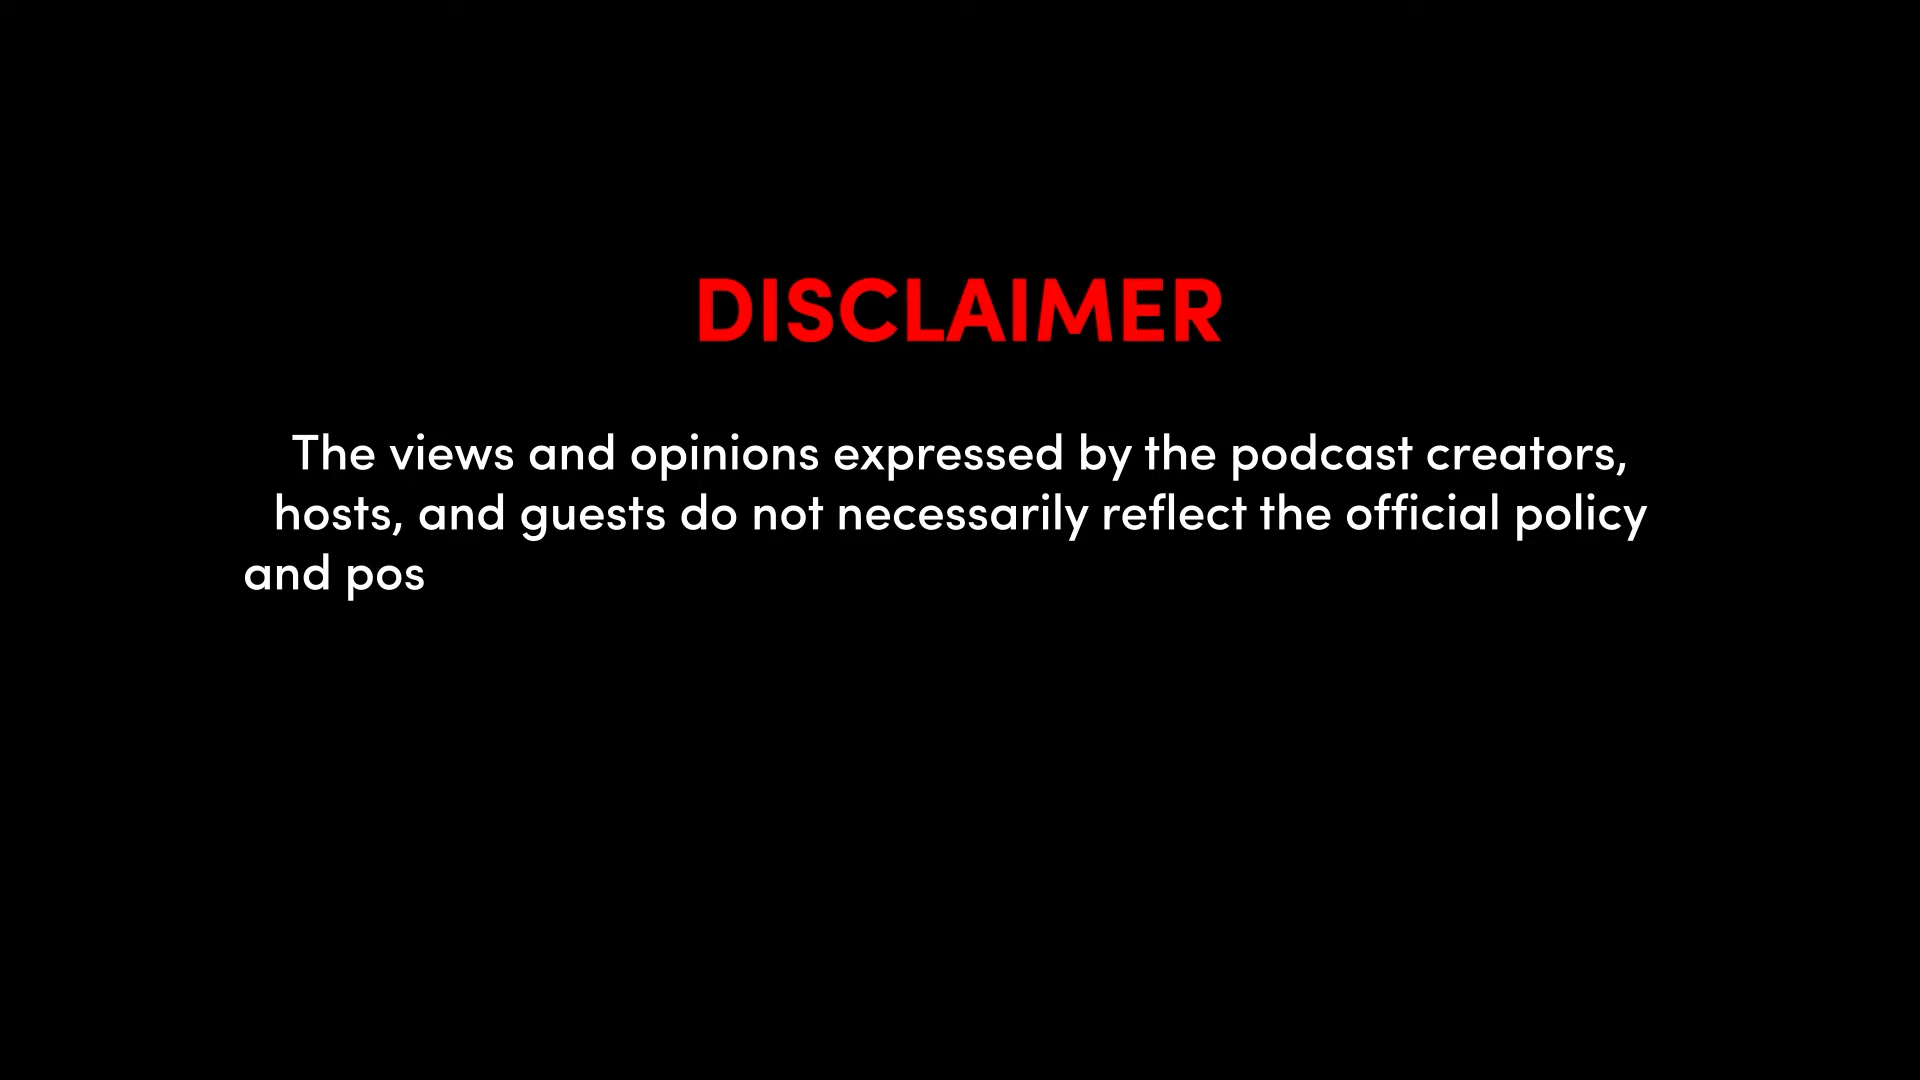 DISCLAIMER
The views and opinions expressed by the podcast creators,
hosts, and guests do not necessarily reflect the official policy
and pos